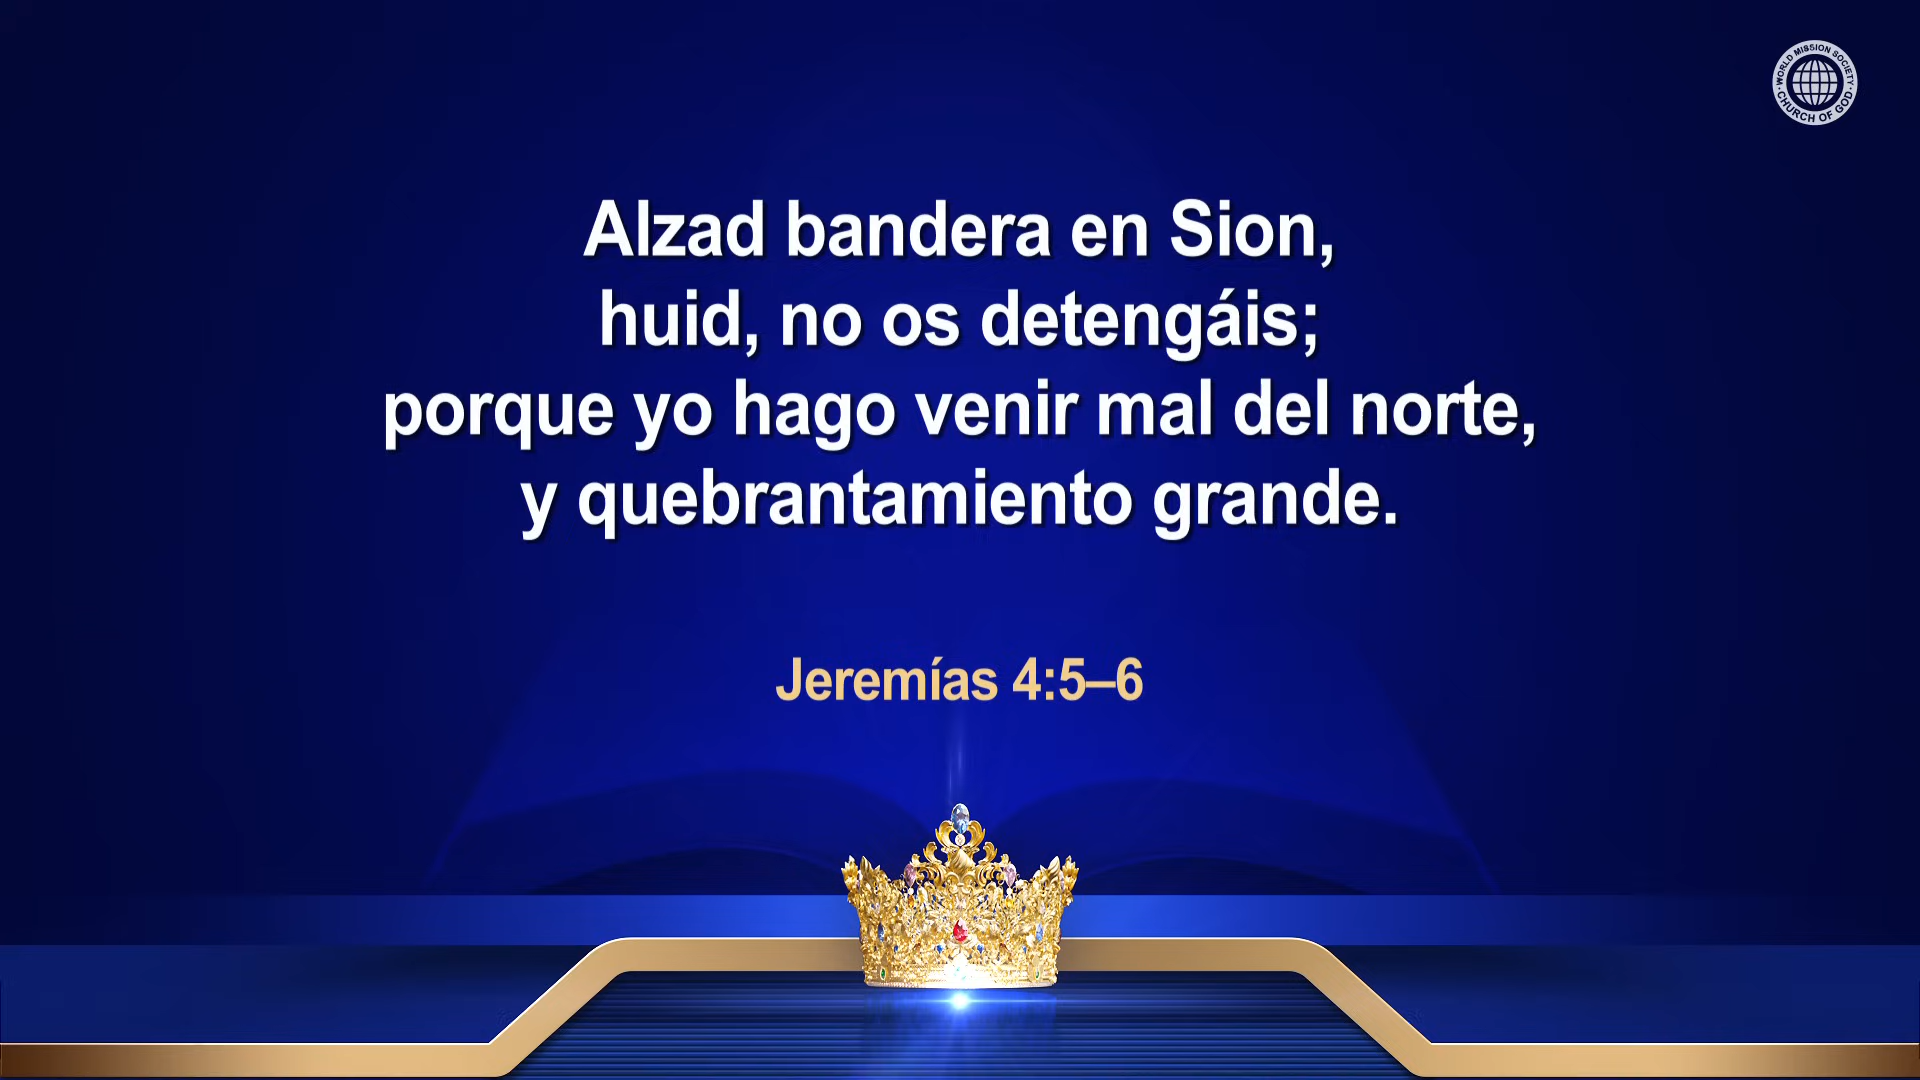 WORLD MISSION SOCIETY
CHURCH OF GOD
Alzad bandera en Sion,
huid, no os detengáis;
porque yo hago venir mal del norte,
y quebrantamiento grande.
Jeremías 4:5–6